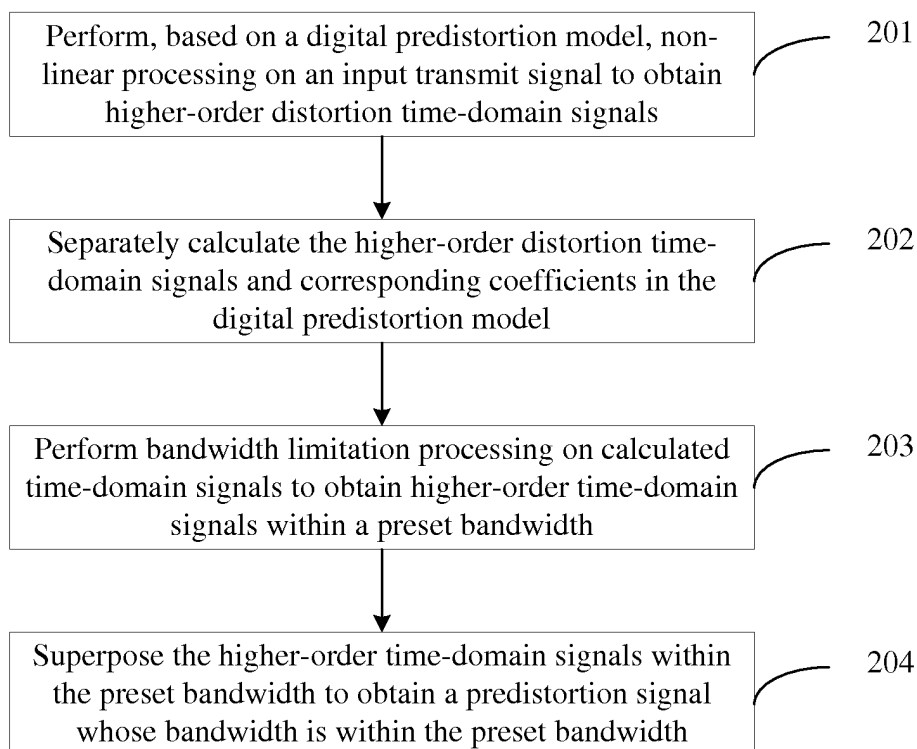 Perform, based on a digital predistortion model, non-
linear processing on an input transmit signal to obtain
higher-order distortion time-domain signals
201
Separately calculate the higher-order distortion time-
domain signals and corresponding coefficients in the
digital predistortion model
202
Perform bandwidth limitation processing on calculated
time-domain signals to obtain higher-order time-domain
signals within a preset bandwidth
203
Superpose the higher-order time-domain signals within
the preset bandwidth to obtain a predistortion signal
whose bandwidth is within the preset bandwidth
204